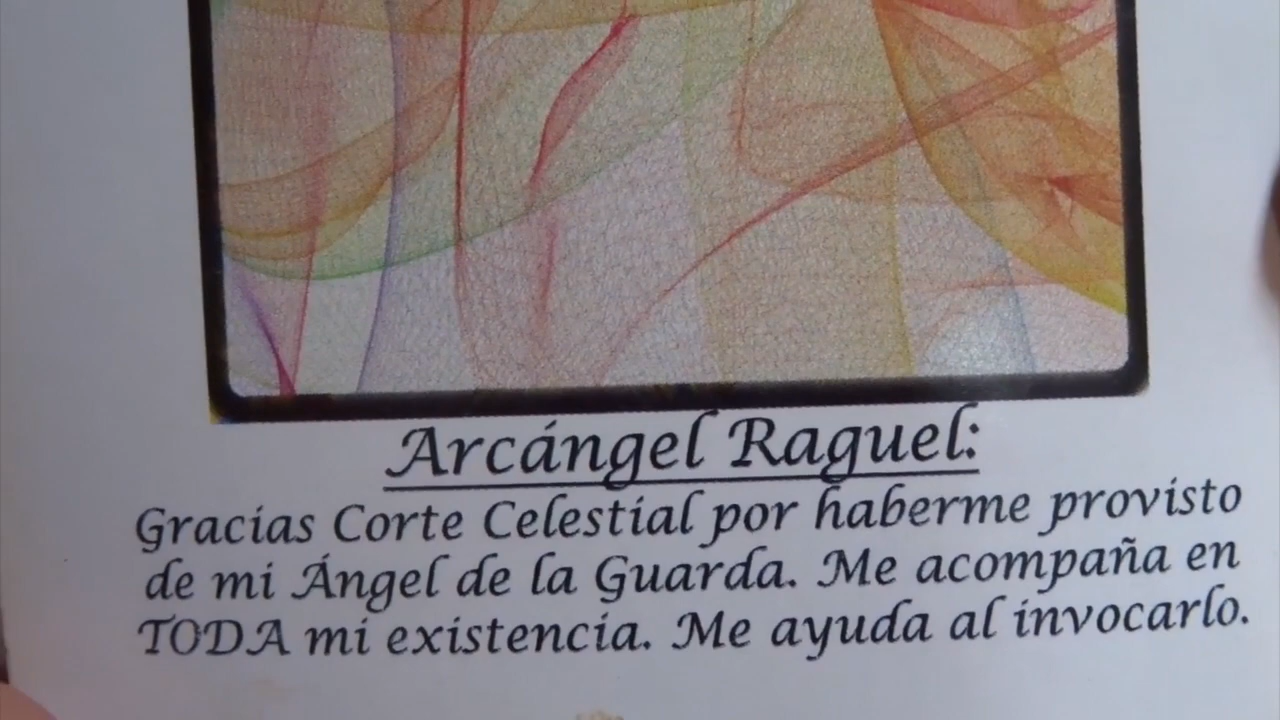 Arcángel Raguel:
Gracias Corte Celestial por haberme provisto
de mi Ángel de la Guarda. Me acompaña en
TODA mi existencia. Me ayuda al invocarlo.